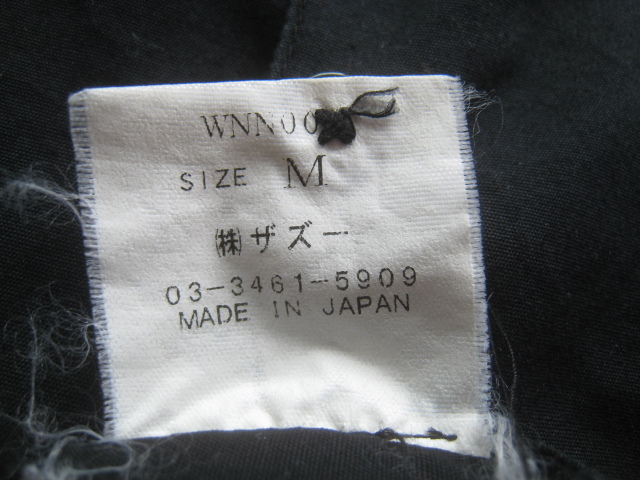 SIZE M
㈱ザズー
03-3461-5909
MADE IN JAPAN